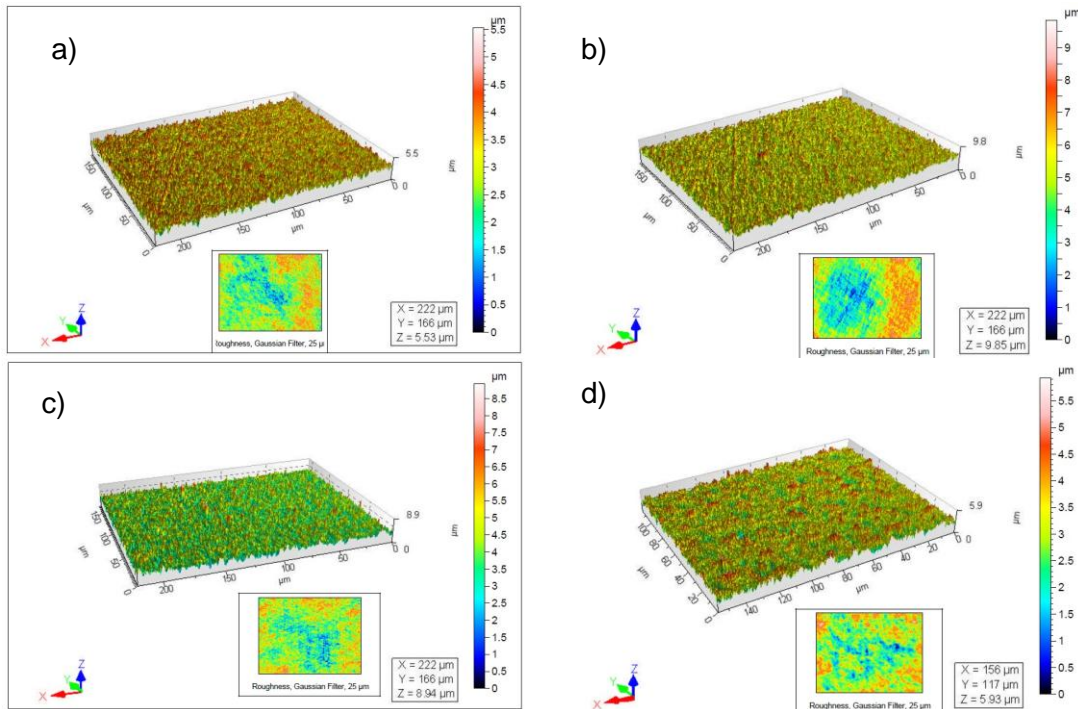 a)
µm
5.5
5
4.5
4
3.5
3
2.5
2
1.5
1
0.5
0
5.5
µm
0
150
100
50
0
µm
200
150
100
50
µm
Z
Y
X
loughness, Gaussian Filter, 25 µ
X = 222 µm
Y = 166 µm
Z = 5.53 µm
b)
µm
9
8
7
6
5
4
3
2
1
0
9.8
µm
0
150
100
50
0
µm
200
150
100
50
µm
Z
Y
X
Roughness, Gaussian Filter, 25 µm
X = 222 µm
Y = 166 µm
Z = 9.85 µm
c)
µm
8.5
8
7.5
7
6.5
6
5.5
5
4.5
4
3.5
3
2.5
2
1.5
1
0.5
0
8.9
µm
0
150
100
50
0
µm
200
150
100
50
µm
Z
Y
X
Roughness, Gaussian Filter, 25 µm
X = 222 µm
Y = 166 µm
Z = 8.94 µm
d)
µm
5.5
5
4.5
4
3.5
3
2.5
2
1.5
1
0.5
0
5.9
µm
0
100
80
60
40
20
0
µm
140
120
100
80
60
40
20
µm
Z
Y
X
Roughness, Gaussian Filter, 25 µm
X = 156 µm
Y = 117 µm
Z = 5.93 µm